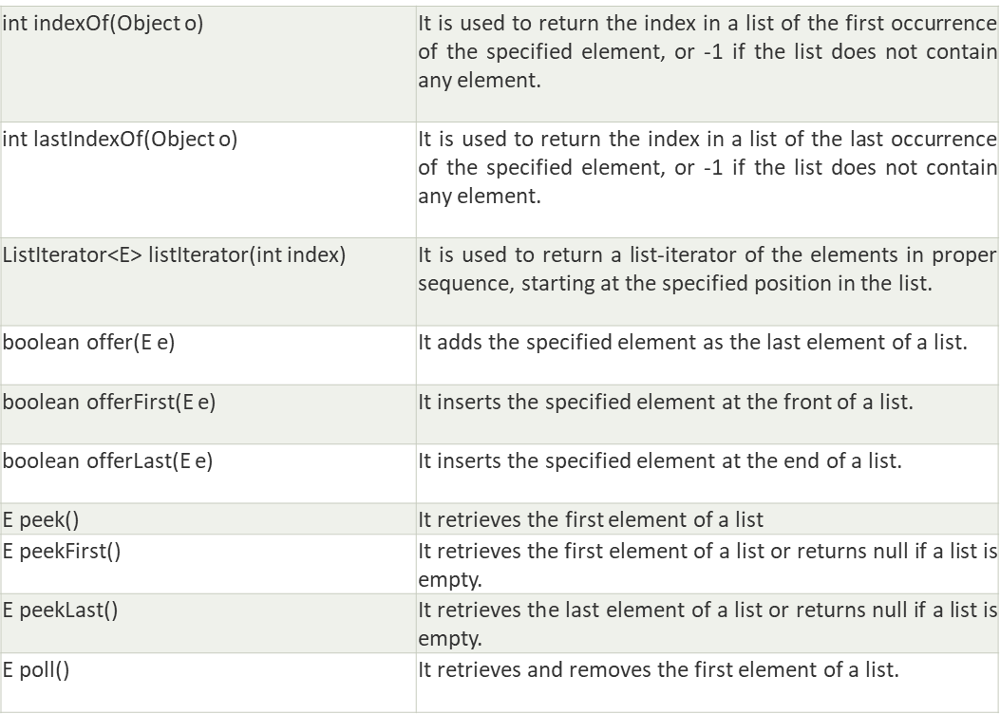 int indexOf(Object o)
It is used to return the index in a list of the first occurrence
of the specified element, or -1 if the list does not contain
any element.
int lastIndexOf(Object o)
It is used to return the index in a list of the last occurrence
of the specified element, or -1 if the list does not contain
any element.
ListIterator<E> listIterator(int index)
It is used to return a list-iterator of the elements in proper
sequence, starting at the specified position in the list.
boolean offer(E e)
It adds the specified element as the last element of a list.
boolean offerFirst(E e)
It inserts the specified element at the front of a list.
boolean offerLast(E e)
It inserts the specified element at the end of a list.
E peek()
It retrieves the first element of a list
E peekFirst()
It retrieves the first element of a list or returns null if a list is
empty.
E peekLast()
It retrieves the last element of a list or returns null if a list is
empty.
E poll()
It retrieves and removes the first element of a list.